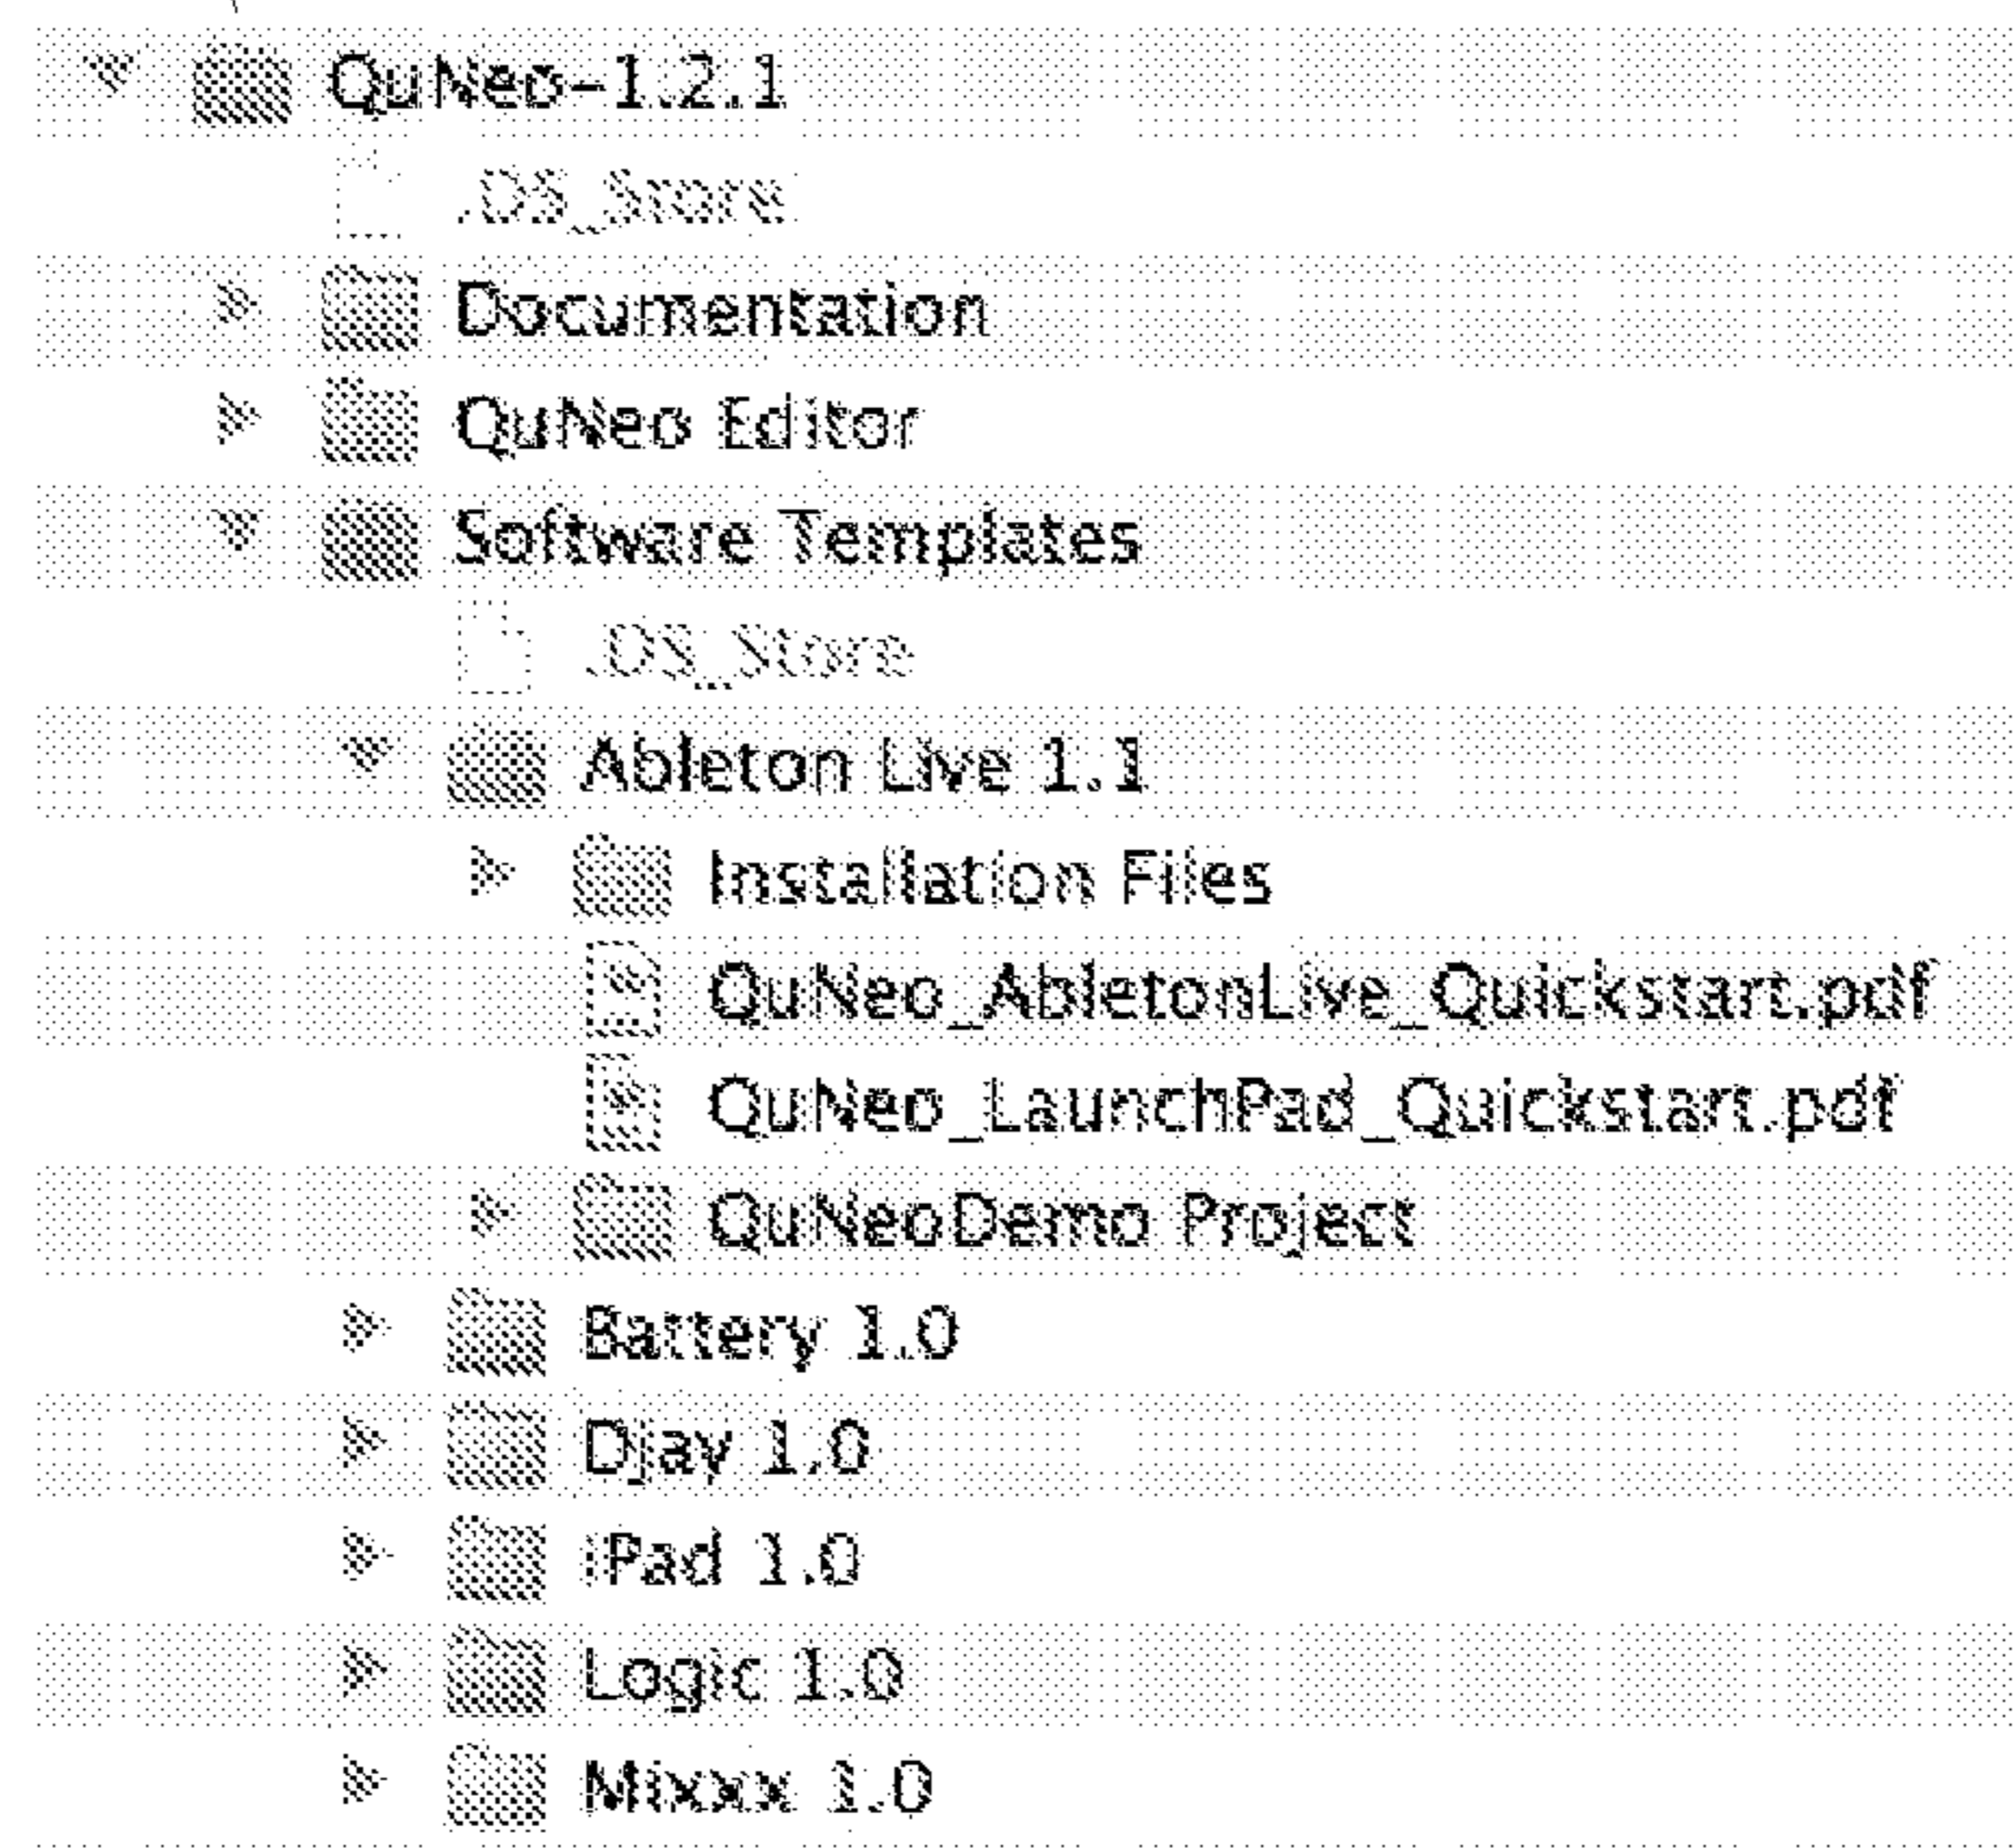 QuNeo-1.2.1
.DS_Store
Documentation
QuNeo Editor
Software Templates
.DS_Store
Ableton Live 1.1
Installation Files
QuNeo_AbletonLive_Quickstart.pdf
QuNeo_LaunchPad_Quickstart.pdf
QuNeoDemo Project
Battery 1.0
Djay 1.0
iPad 1.0
Logic 1.0
Mixxx 1.0